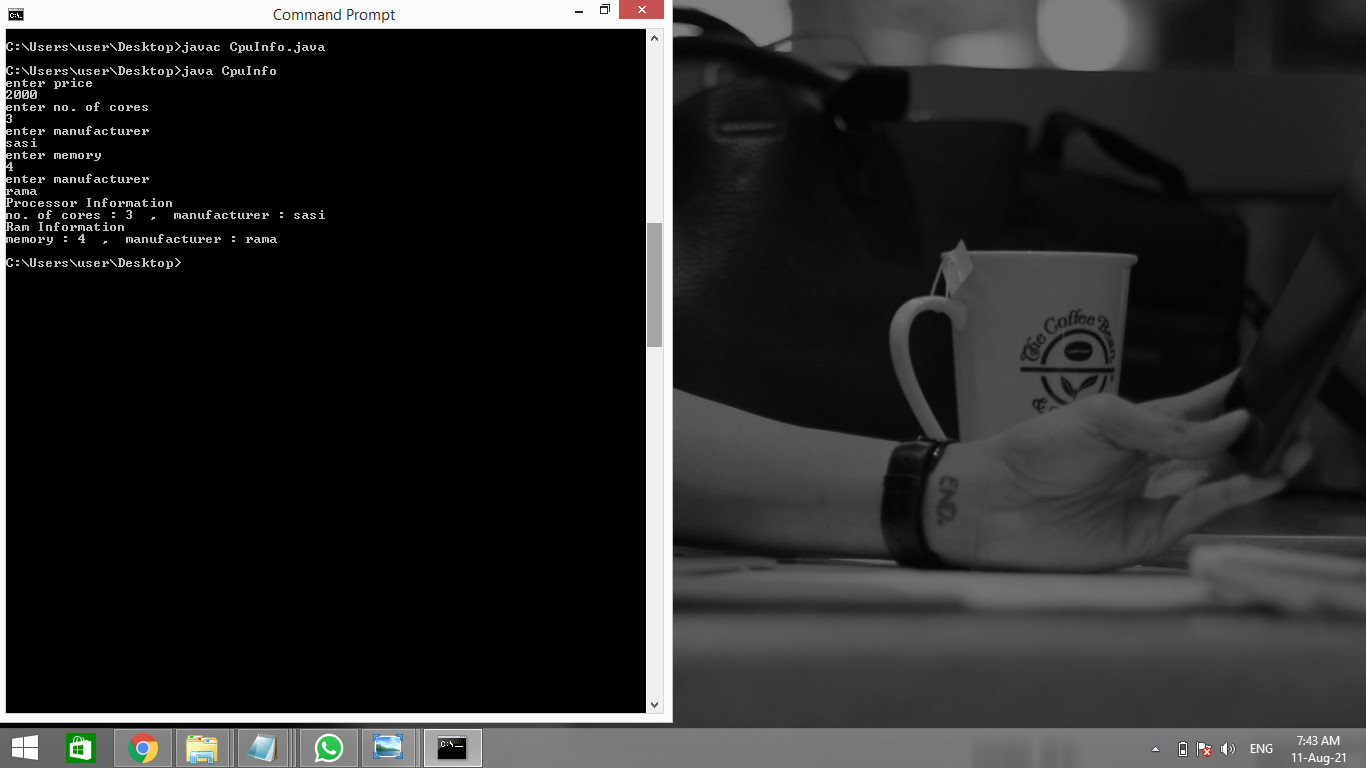 Command Prompt
C:\Users\user\Desktop>javac CpuInfo.java
C:\Users\user\Desktop>java CpuInfo
enter price
2000
enter no. of cores
3
enter manufacturer
sasi
enter memory
4
enter manufacturer
rama
Processor Information
no. of cores : 3  ,  manufacturer : sasi
Ram Information
memory : 4  ,  manufacturer : rama
C:\Users\user\Desktop>
The Coffee Bean
END.
ENG
7:43 AM
11-Aug-21